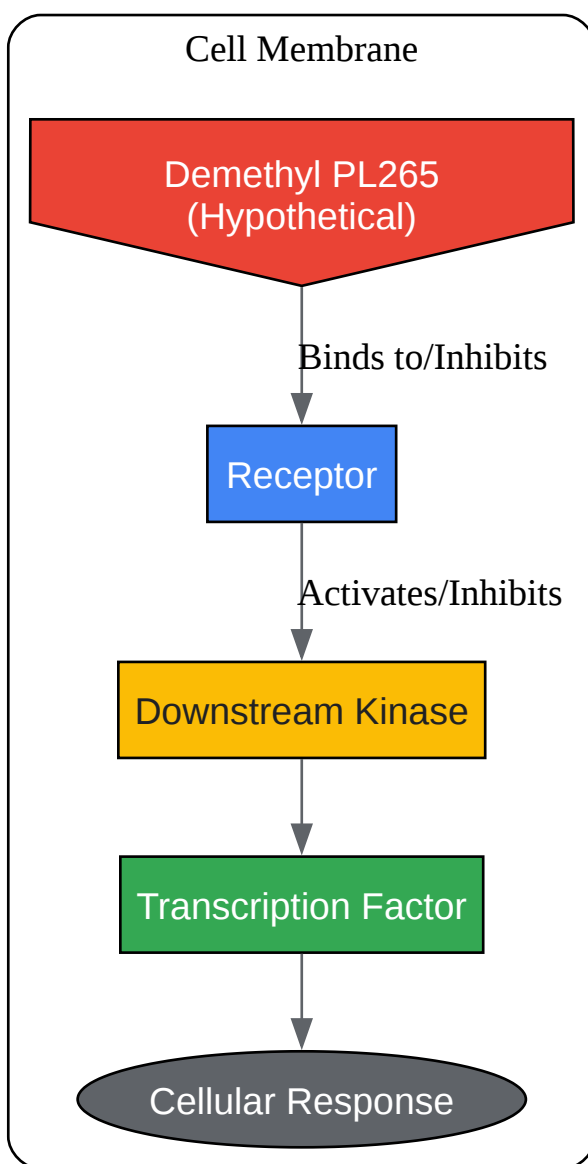 Cell Membrane
Demethyl PL265
(Hypothetical)
Binds to/Inhibits
Receptor
Activates/Inhibits
Downstream Kinase
Transcription Factor
Cellular Response